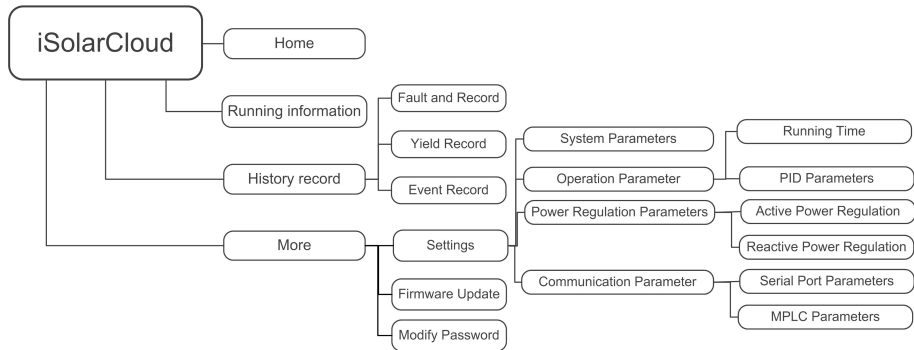 iSolarCloud
Home
Running information
History record
Fault and Record
Yield Record
Event Record
More
Settings
System Parameters
Operation Parameter
Running Time
PID Parameters
Power Regulation Parameters
Active Power Regulation
Reactive Power Regulation
Communication Parameter
Serial Port Parameters
MPLC Parameters
Firmware Update
Modify Password